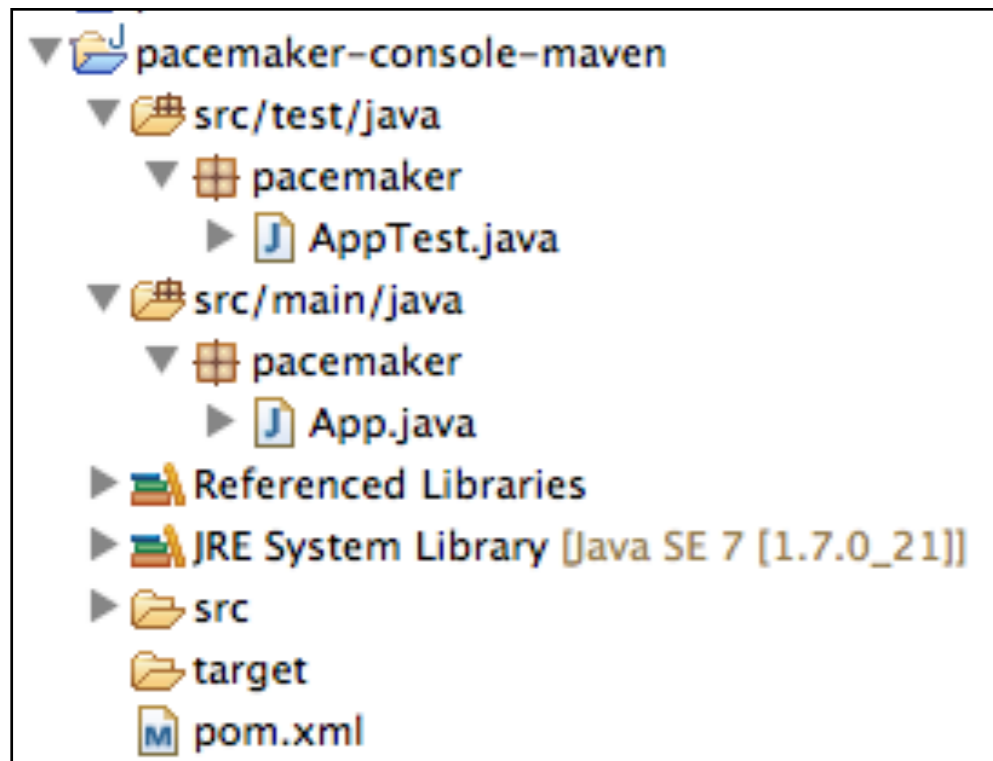 pacemaker-console-maven
src/test/java
pacemaker
AppTest.java
src/main/java
pacemaker
App.java
Referenced Libraries
JRE System Library [Java SE 7 [1.7.0_21]]
src
target
pom.xml